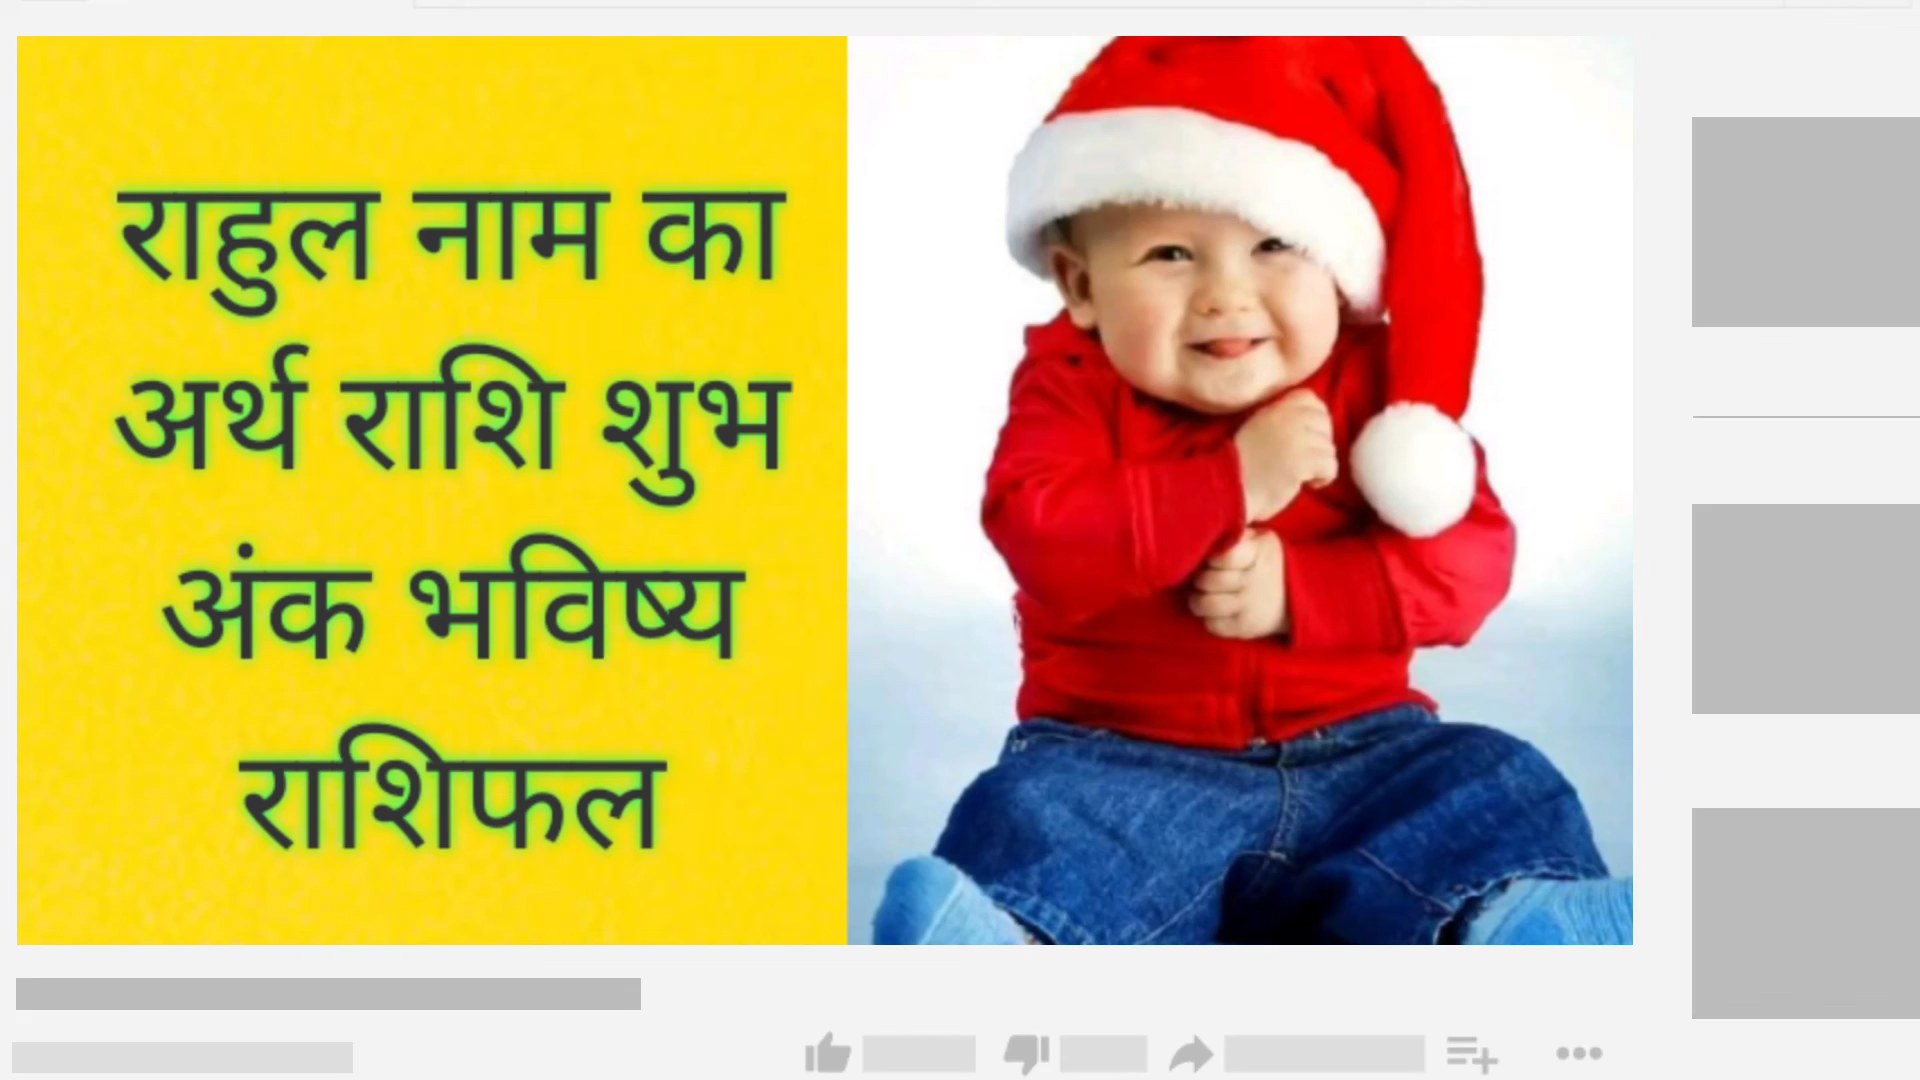 राहुल नाम का
अर्थ राशि शुभ
अंक भविष्य
राशिफल